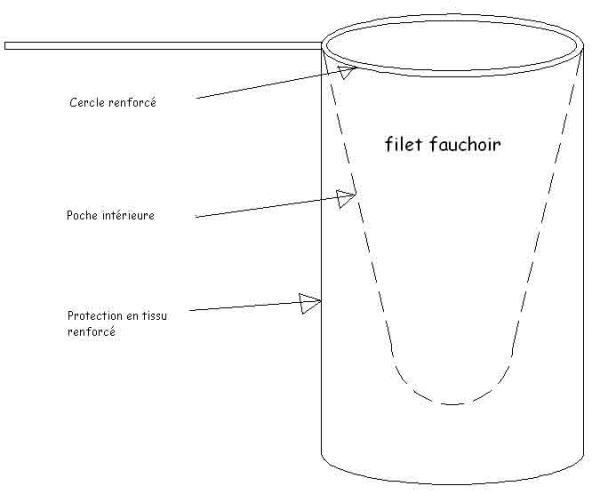 Cercle renforcé
filet fauchoir
Poche intérieure
Protection en tissu
renforcé